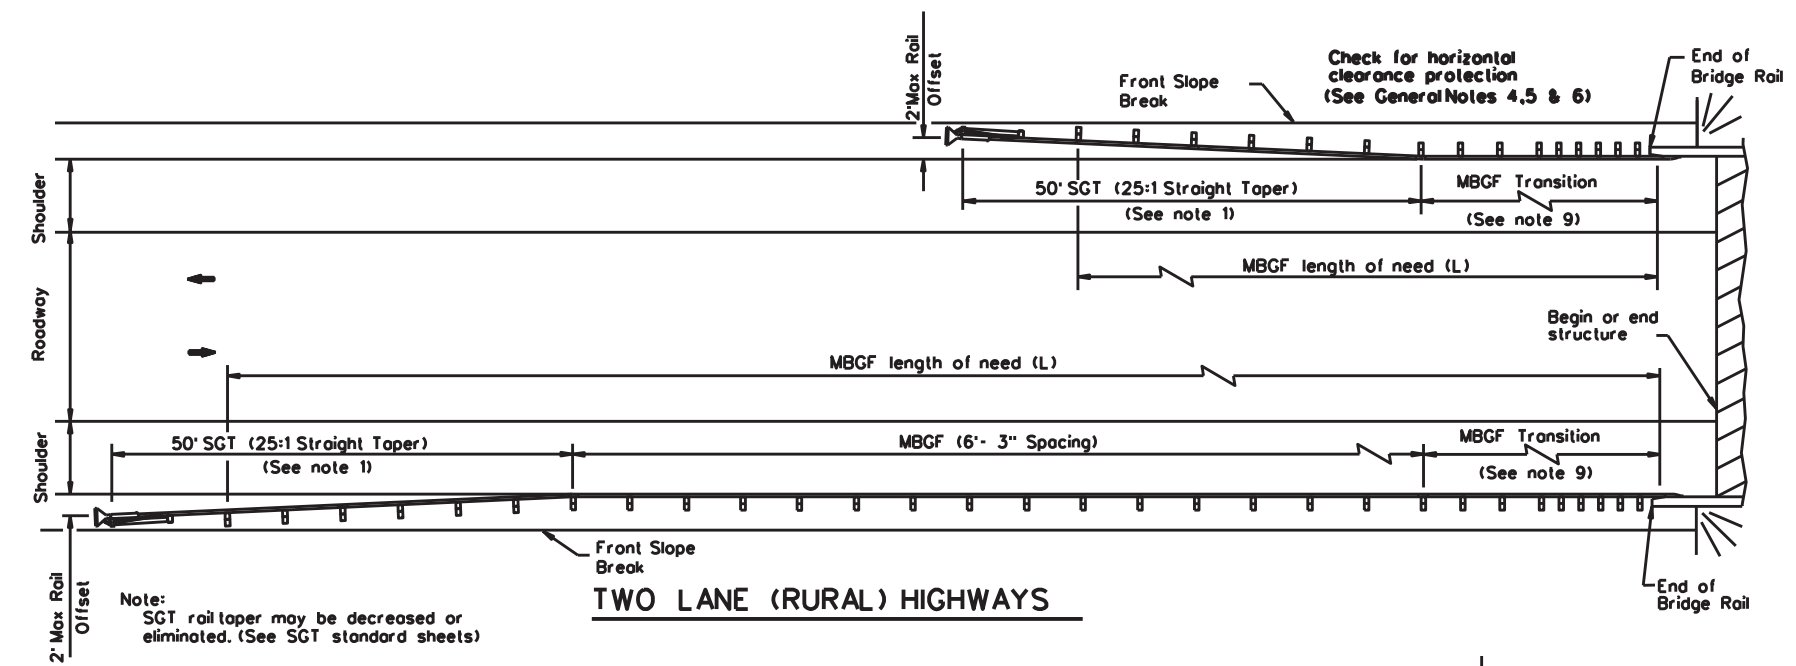 2' Max Rail
Offset
Front Slope
Break
Check for horizontal
clearance protection
(See General Notes 4,5 & 6)
End of
Bridge Rail
Shoulder
50' SGT (25:1 Straight Taper)
(See note 1)
MBGF Transition
(See note 9)
MBGF length of need (L)
Roadway
Begin or end
structure
MBGF length of need (L)
Shoulder
50' SGT (25:1 Straight Taper)
(See note 1)
MBGF (6'- 3" Spacing)
MBGF Transition
(See note 9)
Front Slope
Break
2' Max Rail
Offset
Note:
SGT rail taper may be decreased or
eliminated. (See SGT standard sheets)
TWO LANE (RURAL) HIGHWAYS
End of
Bridge Rail